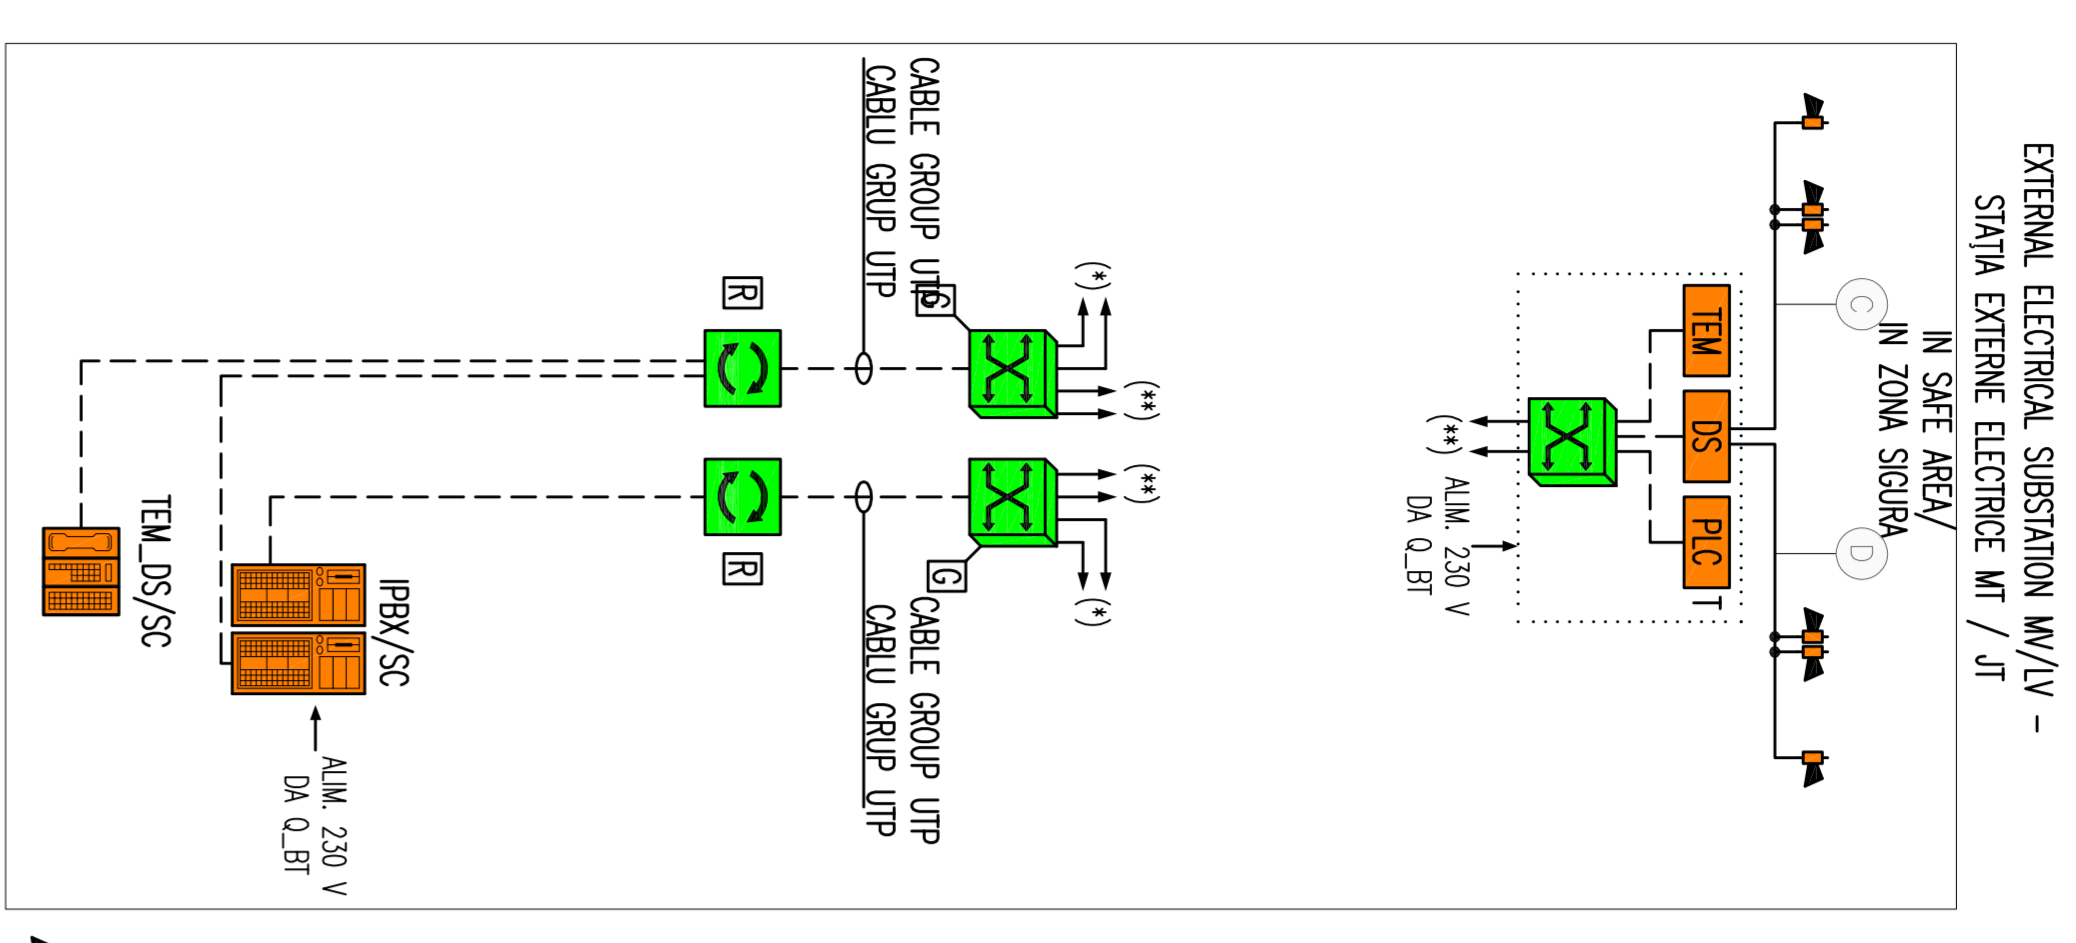 EXTERNAL ELECTRICAL SUBSTATION MV/LV -
STAŢIA EXTERNE ELECTRICE MT / JT
IN SAFE AREA/
IN ZONA SIGURA
C
D
TEM
DS
PLC
T
(**)
ALIM. 230 V
DA Q_BT
(*)
(**)
(**)
(*)
G
G
CABLE GROUP UTP
CABLU GRUP UTP
CABLE GROUP UTP
CABLU GRUP UTP
R
R
IPBX/SC
ALIM. 230 V
DA Q_BT
TEM_DS/SC